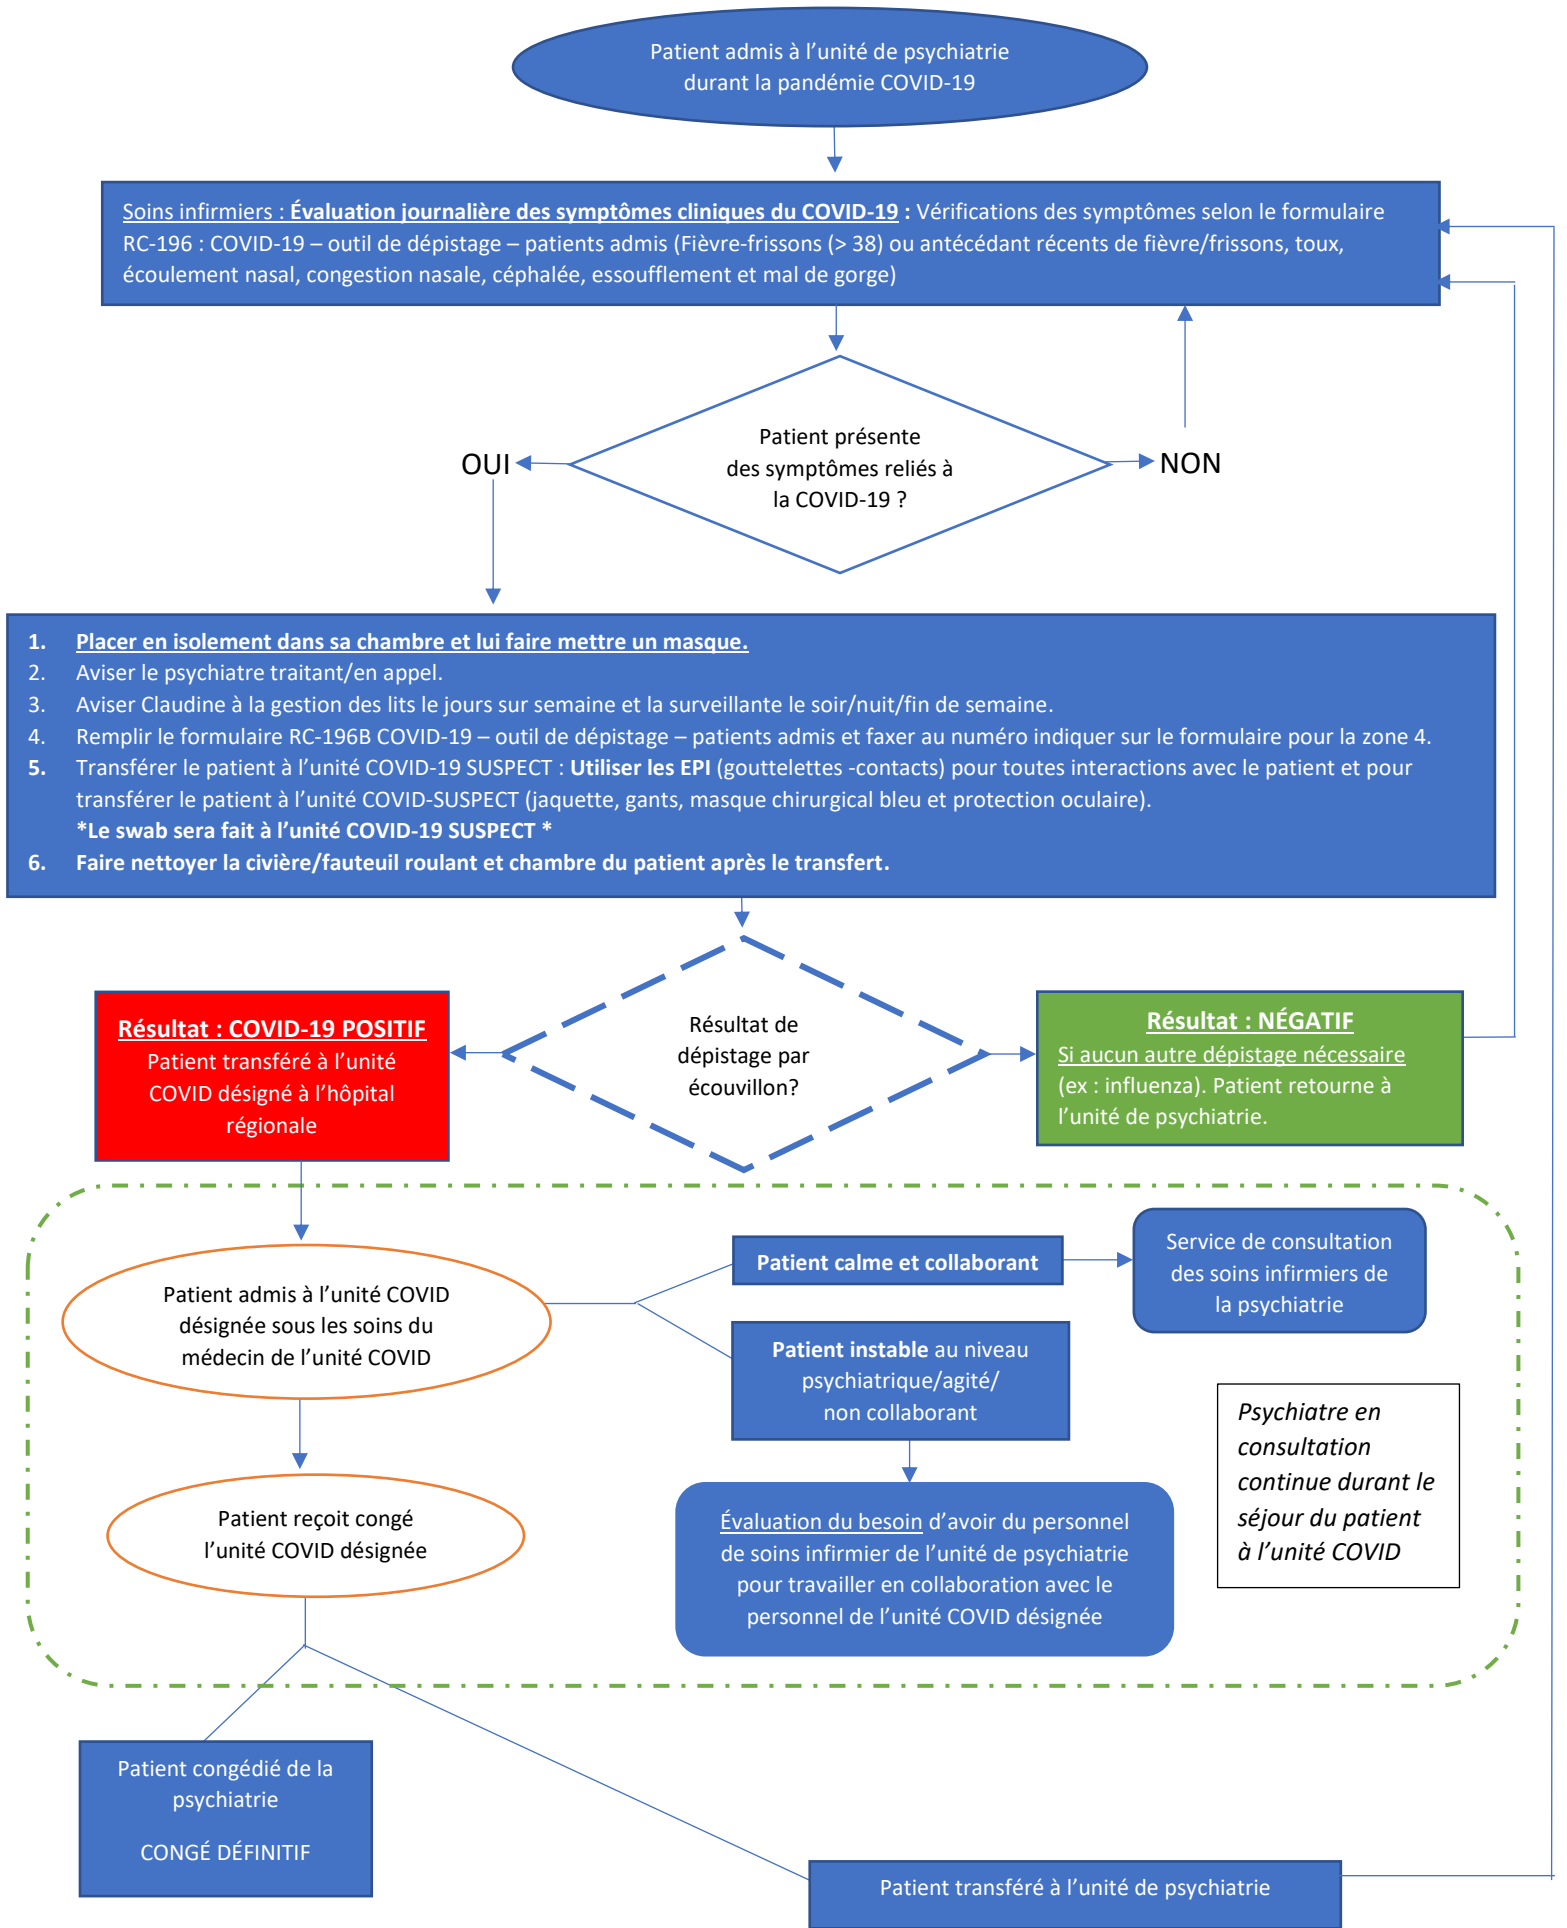 Patient admis à l’unité de psychiatrie
durant la pandémie COVID-19
Soins infirmiers : Évaluation journalière des symptômes cliniques du COVID-19 : Vérifications des symptômes selon le formulaire
RC-196 : COVID-19 – outil de dépistage – patients admis (Fièvre-frissons (> 38) ou antécédant récents de fièvre/frissons, toux,
écoulement nasal, congestion nasale, céphalée, essoufflement et mal de gorge)
Patient présente
des symptômes reliés à
la COVID-19 ?
OUI
NON
1. Placer en isolement dans sa chambre et lui faire mettre un masque.
2. Aviser le psychiatre traitant/en appel.
3. Aviser Claudine à la gestion des lits le jours sur semaine et la surveillante le soir/nuit/fin de semaine.
4. Remplir le formulaire RC-196B COVID-19 – outil de dépistage – patients admis et faxer au numéro indiquer sur le formulaire pour la zone 4.
5. Transférer le patient à l’unité COVID-19 SUSPECT : Utiliser les EPI (gouttelettes -contacts) pour toutes interactions avec le patient et pour
transférer le patient à l’unité COVID-SUSPECT (jaquette, gants, masque chirurgical bleu et protection oculaire).
*Le swab sera fait à l’unité COVID-19 SUSPECT *
6. Faire nettoyer la civière/fauteuil roulant et chambre du patient après le transfert.
Résultat : COVID-19 POSITIF
Patient transféré à l’unité
COVID désigné à l’hôpital
régionale
Résultat de
dépistage par
écouvillon?
Résultat : NÉGATIF
Si aucun autre dépistage nécessaire
(ex : influenza). Patient retourne à
l’unité de psychiatrie.
Patient admis à l’unité COVID
désignée sous les soins du
médecin de l’unité COVID
Patient calme et collaborant
Service de consultation
des soins infirmiers de
la psychiatrie
Patient instable au niveau
psychiatrique/agité/
non collaborant
Psychiatre en
consultation
continue durant le
séjour du patient
à l’unité COVID
Patient reçoit congé
l’unité COVID désignée
Évaluation du besoin d’avoir du personnel
de soins infirmier de l’unité de psychiatrie
pour travailler en collaboration avec le
personnel de l’unité COVID désignée
Patient congédié de la
psychiatrie
CONGÉ DÉFINITIF
Patient transféré à l’unité de psychiatrie